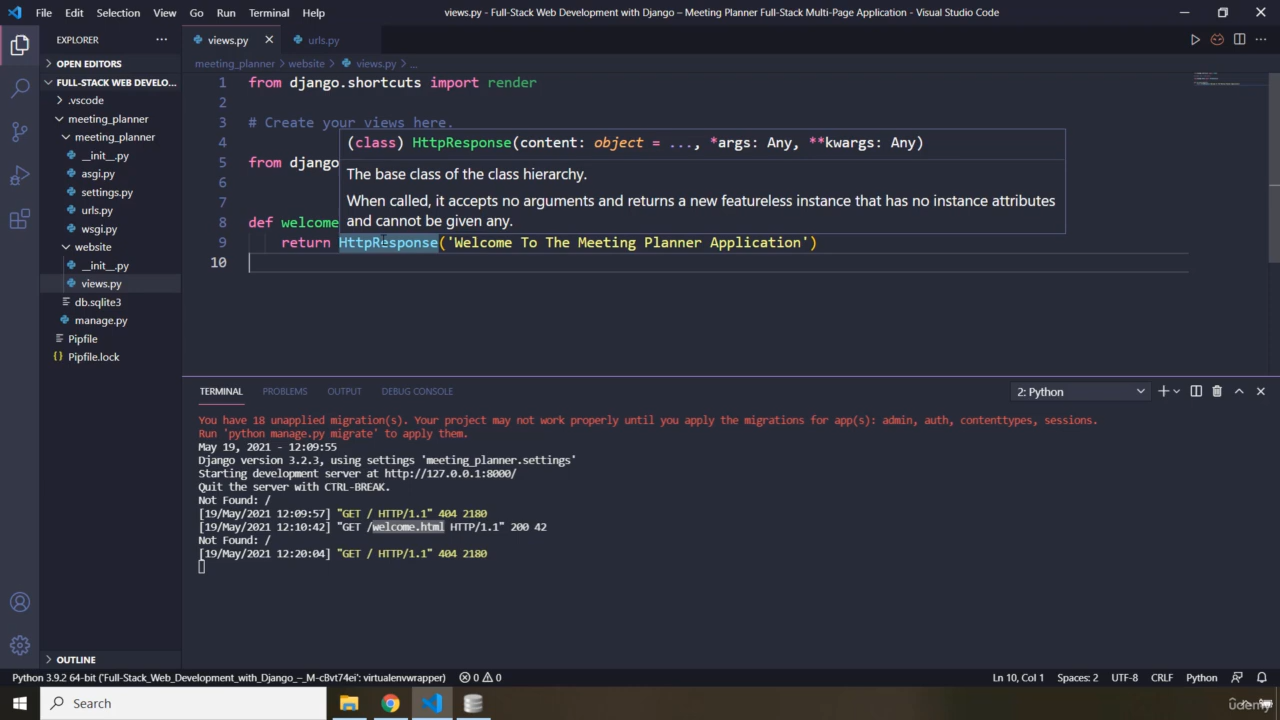 File Edit Selection View Go Run Terminal Help
views.py - Full-Stack Web Development with Django – Meeting Planner Full-Stack Multi-Page Application - Visual Studio Code
EXPLORER
OPEN EDITORS
FULL-STACK WEB DEVELO...
.vscode
meeting_planner
meeting_planner
__init__.py
asgi.py
settings.py
urls.py
wsgi.py
website
__init__.py
views.py
db.sqlite3
manage.py
Pipfile
Pipfile.lock
OUTLINE
views.py urls.py
meeting_planner > website > views.py > ...
1 from django.shortcuts import render
2
3 # Create your views here.
4
5 from django
6
7
8 def welcome
9 return HttpResponse('Welcome To The Meeting Planner Application')
10
(class) HttpResponse(content: object = ..., *args: Any, **kwargs: Any)
The base class of the class hierarchy.
When called, it accepts no arguments and returns a new featureless instance that has no instance attributes
and cannot be given any.
TERMINAL PROBLEMS OUTPUT DEBUG CONSOLE
2: Python
You have 18 unapplied migration(s). Your project may not work properly until you apply the migrations for app(s): admin, auth, contenttypes, sessions.
Run 'python manage.py migrate' to apply them.
May 19, 2021 - 12:09:55
Django version 3.2.3, using settings 'meeting_planner.settings'
Starting development server at http://127.0.0.1:8000/
Quit the server with CTRL-BREAK.
Not Found: /
[19/May/2021 12:09:57] "GET / HTTP/1.1" 404 2180
[19/May/2021 12:10:42] "GET /welcome.html HTTP/1.1" 200 42
Not Found: /
[19/May/2021 12:20:04] "GET / HTTP/1.1" 404 2180
Python 3.9.2 64-bit ('Full-Stack_Web_Development_with_Django_–_M-cBvt74ei': virtualenvwrapper) 0 0
Ln 10, Col 1 Spaces: 2 UTF-8 CRLF Python
Search
udemy